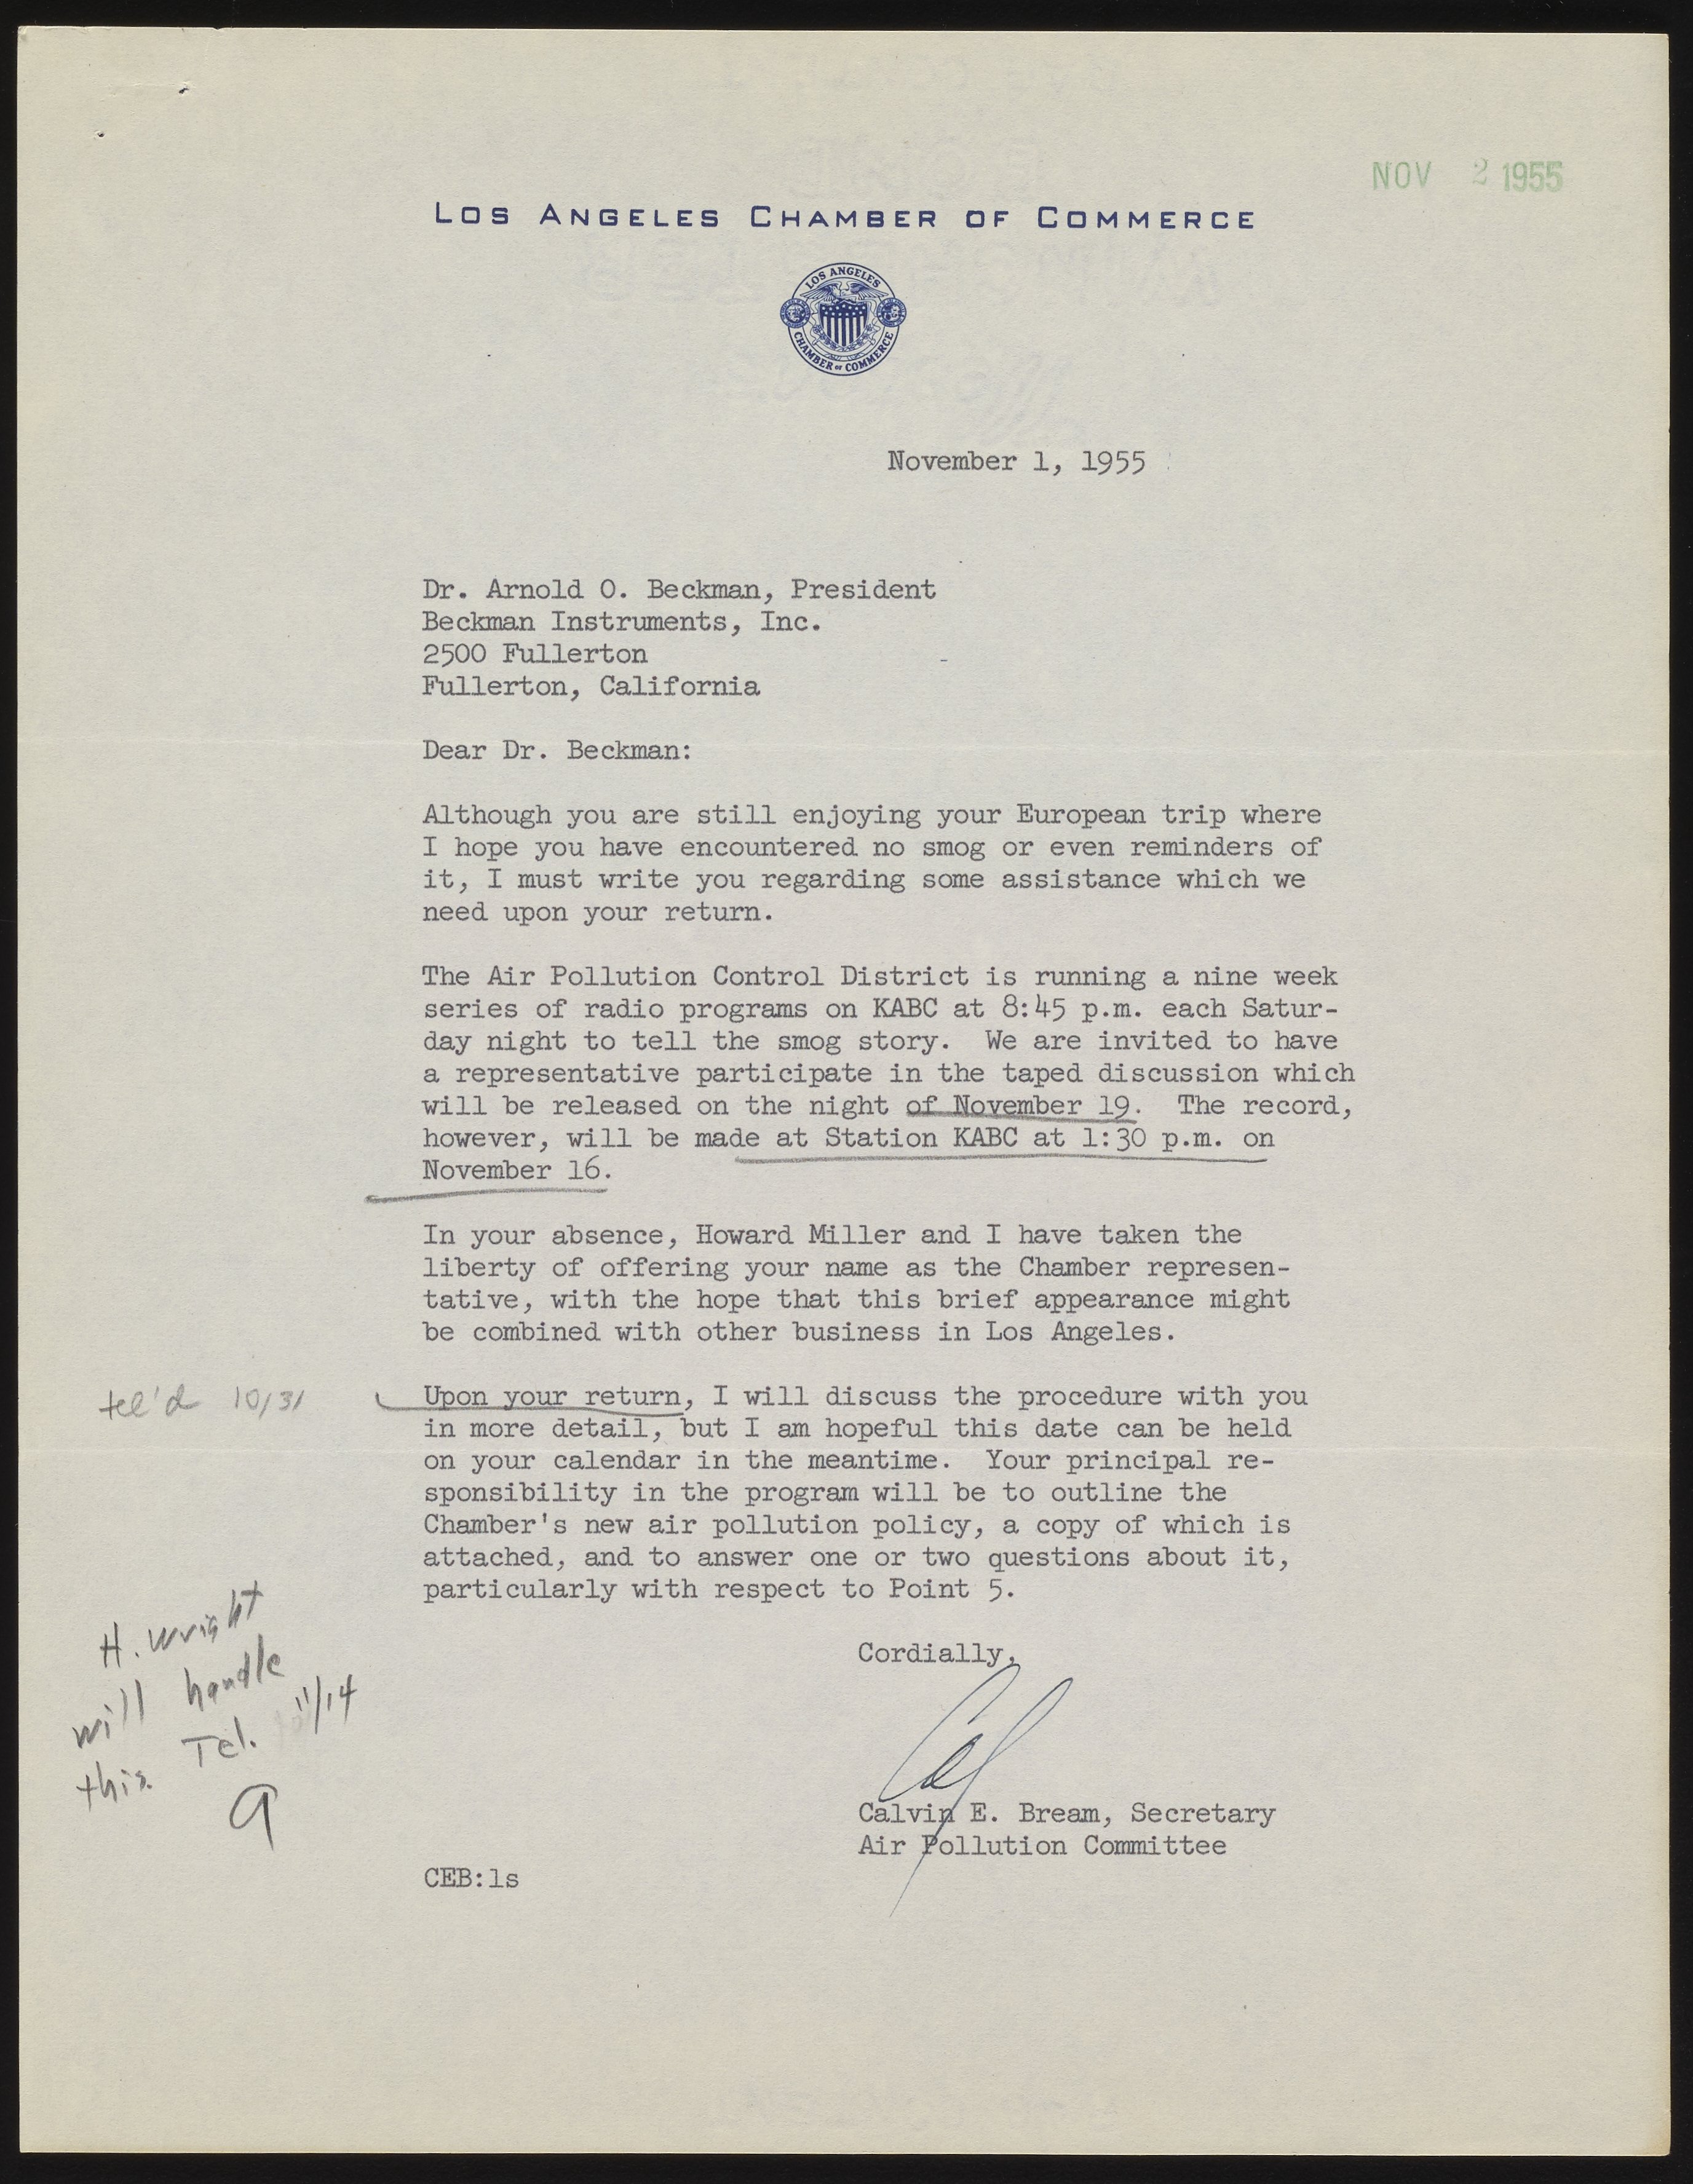 NOV 2 1955
LOS ANGELES CHAMBER OF COMMERCE
LOS ANGELES
CHAMBER OF COMMERCE
November 1, 1955
Dr. Arnold O. Beckman, President
Beckman Instruments, Inc.
2500 Fullerton
Fullerton, California
Dear Dr. Beckman:
Although you are still enjoying your European trip where
I hope you have encountered no smog or even reminders of
it, I must write you regarding some assistance which we
need upon your return.
The Air Pollution Control District is running a nine week
series of radio programs on KABC at 8:45 p.m. each Satur-
day night to tell the smog story. We are invited to have
a representative participate in the taped discussion which
will be released on the night of November 19. The record,
however, will be made at Station KABC at 1:30 p.m. on
November 16.
In your absence, Howard Miller and I have taken the
liberty of offering your name as the Chamber represen-
tative, with the hope that this brief appearance might
be combined with other business in Los Angeles.
tel'd 10/31
Upon your return, I will discuss the procedure with you
in more detail, but I am hopeful this date can be held
on your calendar in the meantime. Your principal re-
sponsibility in the program will be to outline the
Chamber's new air pollution policy, a copy of which is
attached, and to answer one or two questions about it,
particularly with respect to Point 5.
H. Wright
will handle
this. Tel. 11/14
a
Cordially,
Cal
Calvin E. Bream, Secretary
Air Pollution Committee
CEB:ls